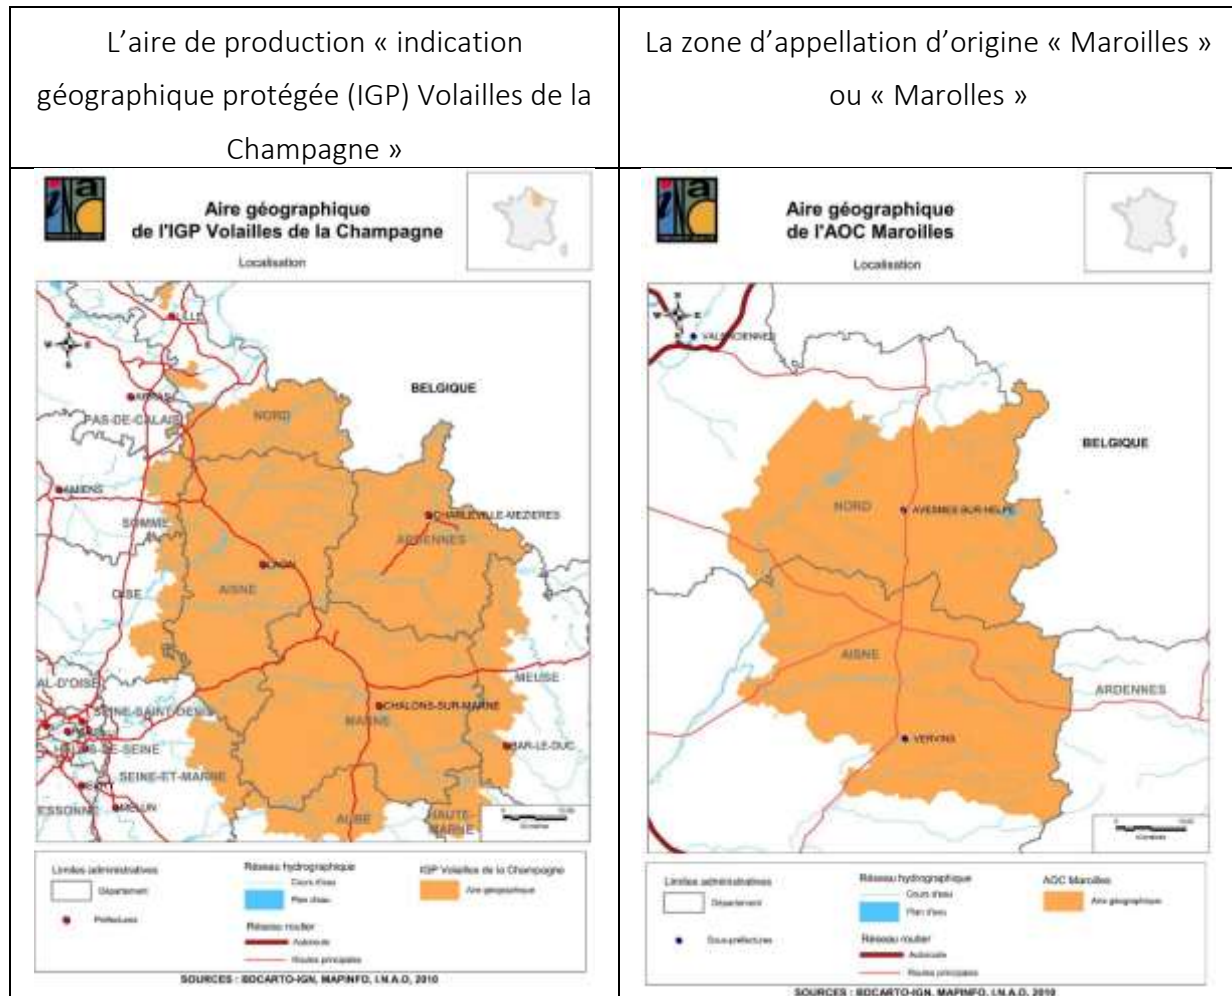 L’aire de production « indication
géographique protégée (IGP) Volailles de la
Champagne »
La zone d’appellation d’origine « Maroilles »
ou « Marolles »
Aire géographique
de l'IGP Volailles de la Champagne
Localisation
LILLE
BELGIQUE
ARRAS
PAS-DE-CALAIS
NORD
AMIENS
SOMME
CHARLEVILLE-MEZIERES
ARDENNES
LAON
AISNE
OISE
MEUSE
VAL-D'OISE
SEINE-SAINT-DENIS
CHALONS-SUR-MARNE
MARNE
BAR-LE-DUC
SEINE-ET-MARNE
ESSONNE
MELUN
AUBE
HAUTE-
MARNE
Limites administratives
Département
Préfectures
Réseau hydrographique
Cours d'eau
Plan d'eau
Réseau routier
Autoroute
Routes principales
IGP Volailles de la Champagne
Aire géographique
SOURCES : BDCARTO-IGN, MAPINFO, I.N.A.O, 2010
Aire géographique
de l'AOC Maroilles
Localisation
VALENCIENNES
BELGIQUE
NORD
AVESNES-SUR-HELPE
AISNE
ARDENNES
VERVINS
Limites administratives
Département
Sous-préfectures
Réseau hydrographique
Cours d'eau
Plan d'eau
Réseau routier
Autoroute
Routes principales
AOC Maroilles
Aire géographique
SOURCES : BDCARTO-IGN, MAPINFO, I.N.A.O, 2010